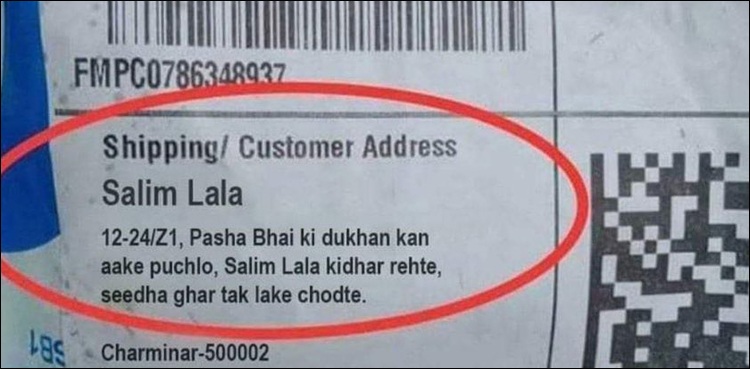 FMPC0786348937
Shipping/ Customer Address
Salim Lala
12-24/Z1, Pasha Bhai ki dukhan kan
aake puchlo, Salim Lala kidhar rehte,
seedha ghar tak lake chodte.
Charminar-500002
SB1